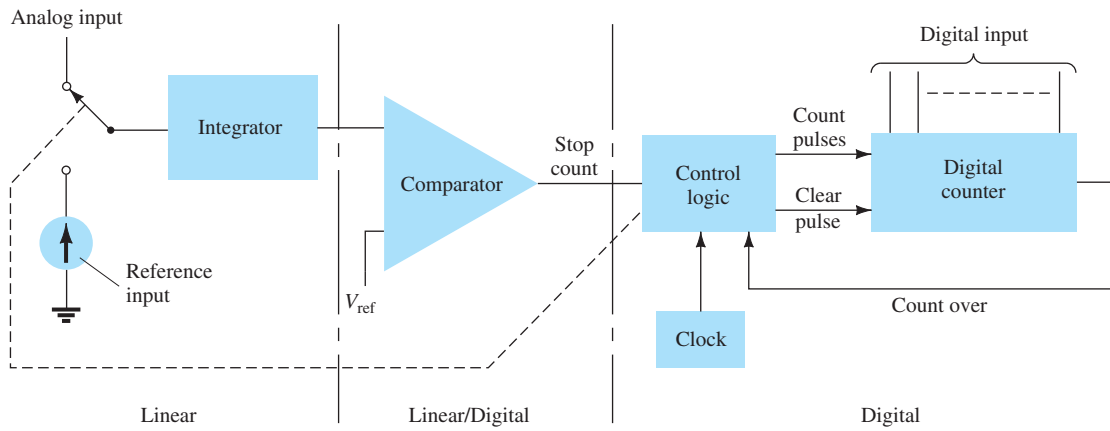 Analog input
Digital input
Integrator
Comparator
Stop
count
Control
logic
Count
pulses
Clear
pulse
Digital
counter
Reference
input
Vref
Count over
Clock
Linear
Linear/Digital
Digital